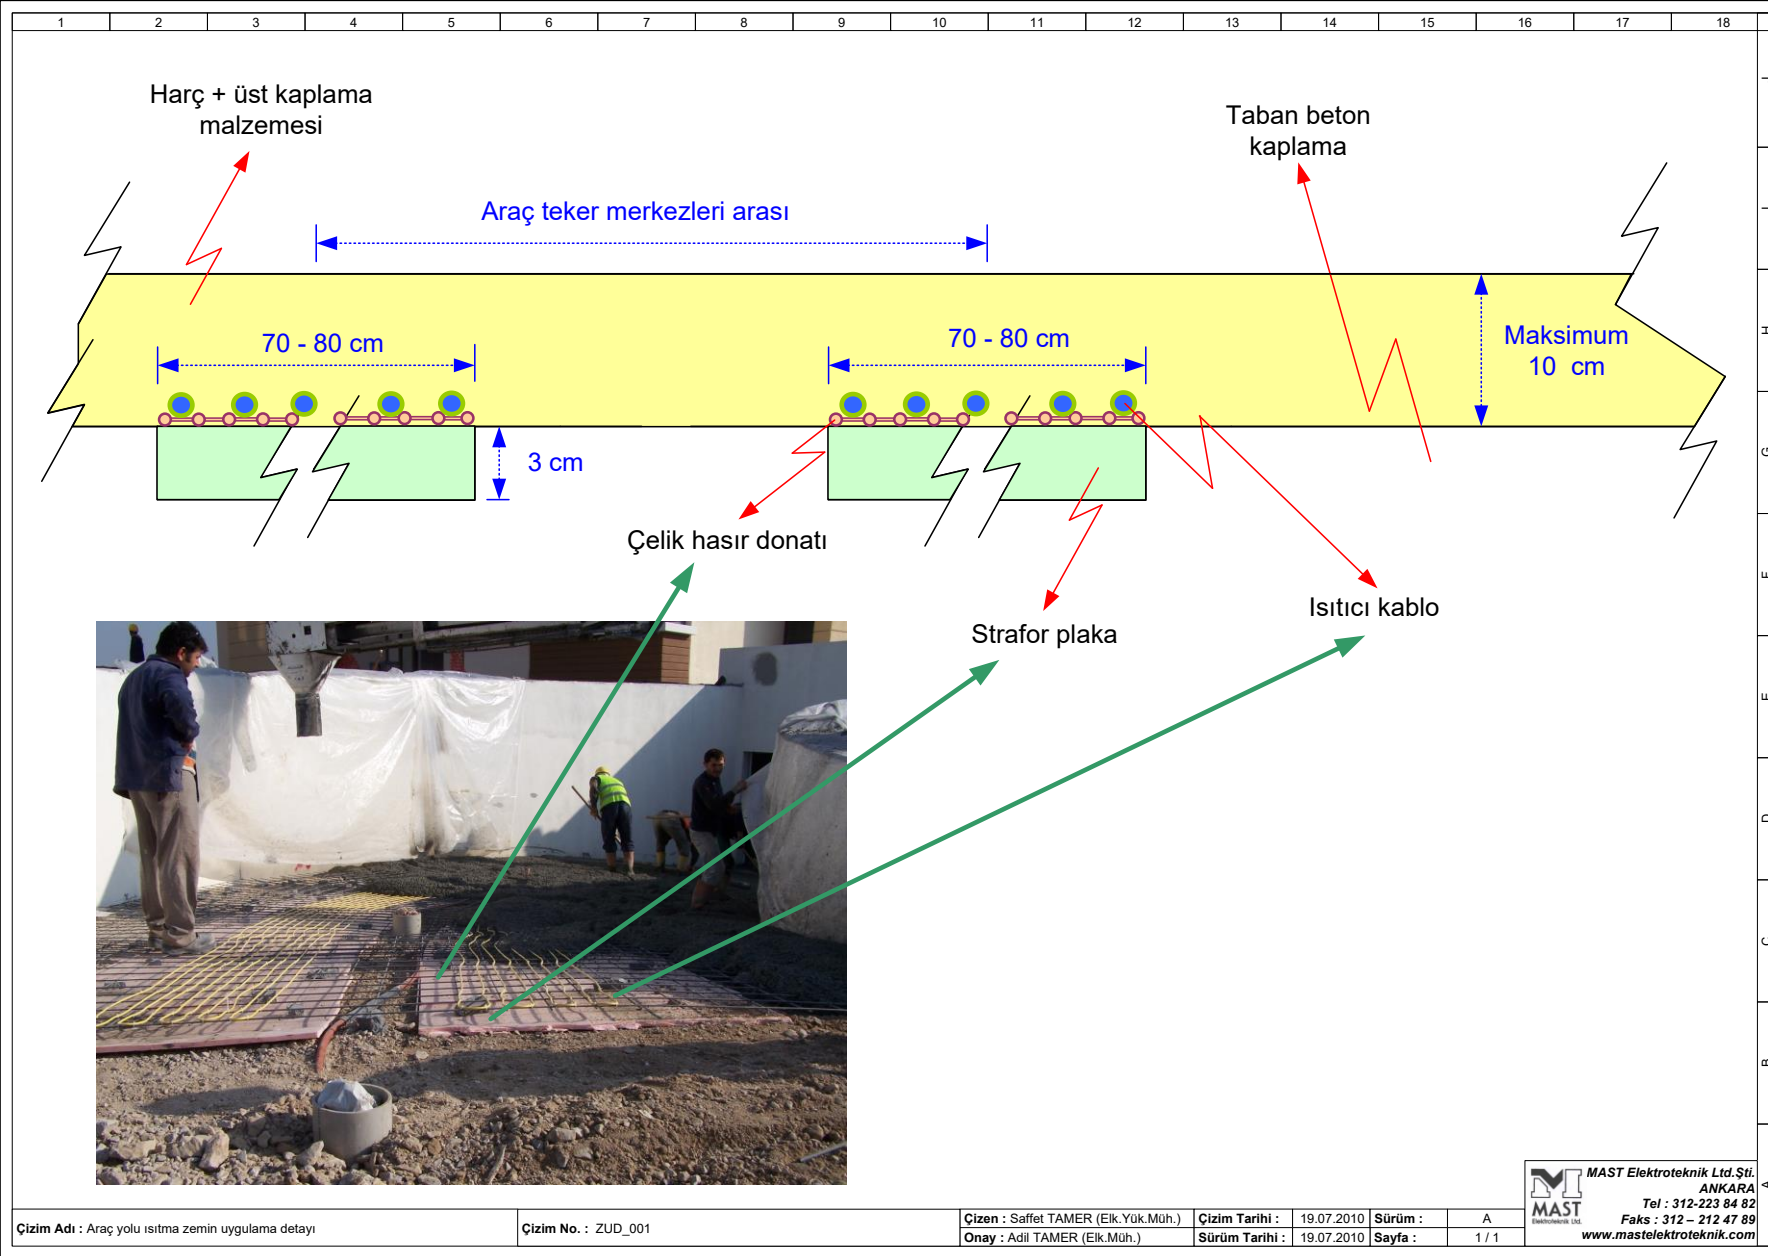 1 2 3 4 5 6 7 8 9 10 11 12 13 14 15 16 17 18
Harç + üst kaplama
malzemesi
Taban beton
kaplama
Araç teker merkezleri arası
70 - 80 cm
70 - 80 cm
Maksimum
10 cm
3 cm
Çelik hasır donatı
Strafor plaka
Isıtıcı kablo
H
G
F
E
D
C
B
A
MAST
Elektroteknik Ltd.
MAST Elektroteknik Ltd.Şti.
ANKARA
Tel : 312-223 84 82
Faks : 312 – 212 47 89
www.mastelektroteknik.com
Çizim Adı : Araç yolu ısıtma zemin uygulama detayı
Çizim No. : ZUD_001
Çizen : Saffet TAMER (Elk.Yük.Müh.)
Çizim Tarihi : 19.07.2010
Sürüm : A
Onay : Adil TAMER (Elk.Müh.)
Sürüm Tarihi : 19.07.2010
Sayfa : 1 / 1